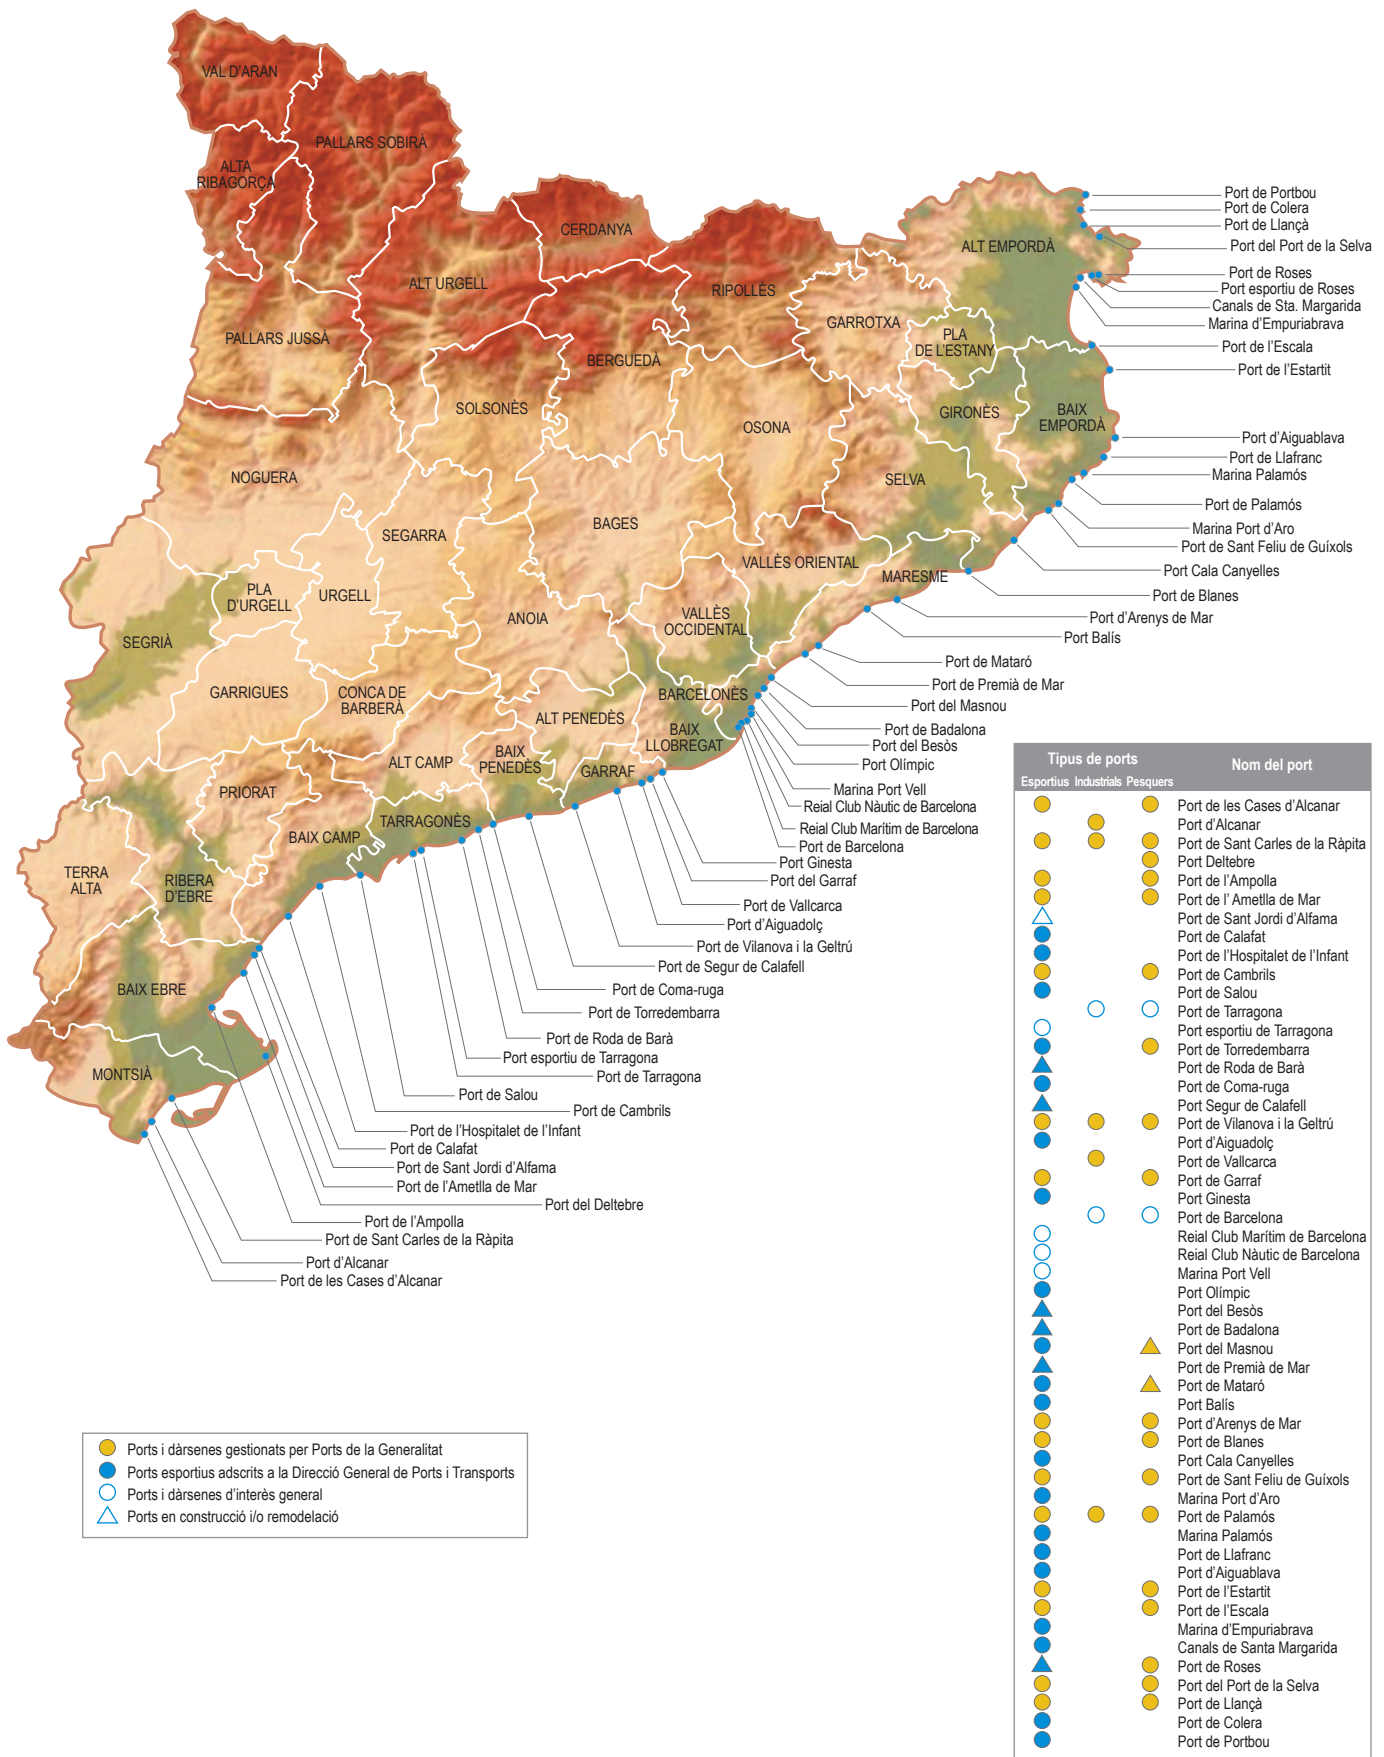 VAL D'ARAN
PALLARS SOBIRÀ
ALTA
RIBAGORÇA
CERDANYA
ALT URGELL
RIPOLLÈS
ALT EMPORDÀ
PALLARS JUSSÀ
GARROTXA
PLA
DE L'ESTANY
BERGUEDÀ
SOLSONÈS
GIRONÈS
BAIX
EMPORDÀ
OSONA
NOGUERA
SELVA
BAGES
SEGARRA
VALLÈS ORIENTAL
MARESME
PLA
D'URGELL
URGELL
ANOIA
VALLÈS
OCCIDENTAL
SEGRIÀ
GARRIGUES
CONCA DE
BARBERÀ
BARCELONÈS
ALT PENEDÈS
BAIX
LLOBREGAT
ALT CAMP
BAIX
PENEDÈS
GARRAF
PRIORAT
BAIX CAMP
TARRAGONÈS
TERRA
ALTA
RIBERA
D'EBRE
BAIX EBRE
MONTSIÀ
Port de Portbou
Port de Colera
Port de Llançà
Port del Port de la Selva
Port de Roses
Port esportiu de Roses
Canals de Sta. Margarida
Marina d'Empuriabrava
Port de l'Escala
Port de l'Estartit
Port d'Aiguablava
Port de Llafranc
Marina Palamós
Port de Palamós
Marina Port d'Aro
Port de Sant Feliu de Guíxols
Port Cala Canyelles
Port de Blanes
Port d'Arenys de Mar
Port Balís
Port de Mataró
Port de Premià de Mar
Port del Masnou
Port de Badalona
Port del Besòs
Port Olímpic
Marina Port Vell
Reial Club Nàutic de Barcelona
Reial Club Marítim de Barcelona
Port de Barcelona
Port Ginesta
Port del Garraf
Port de Vallcarca
Port d'Aiguadolç
Port de Vilanova i la Geltrú
Port de Segur de Calafell
Port de Coma-ruga
Port de Torredembarra
Port de Roda de Barà
Port esportiu de Tarragona
Port de Tarragona
Port de Salou
Port de Cambrils
Port de l'Hospitalet de l'Infant
Port de Calafat
Port de Sant Jordi d'Alfama
Port de l'Ametlla de Mar
Port del Deltebre
Port de l'Ampolla
Port de Sant Carles de la Ràpita
Port d'Alcanar
Port de les Cases d'Alcanar
Tipus de ports
Nom del port
Esportius Industrials Pesquers
Port de les Cases d'Alcanar
Port d'Alcanar
Port de Sant Carles de la Ràpita
Port Deltebre
Port de l'Ampolla
Port de l' Ametlla de Mar
Port de Sant Jordi d'Alfama
Port de Calafat
Port de l'Hospitalet de l'Infant
Port de Cambrils
Port de Salou
Port de Tarragona
Port esportiu de Tarragona
Port de Torredembarra
Port de Roda de Barà
Port de Coma-ruga
Port Segur de Calafell
Port de Vilanova i la Geltrú
Port d'Aiguadolç
Port de Vallcarca
Port de Garraf
Port Ginesta
Port de Barcelona
Reial Club Marítim de Barcelona
Reial Club Nàutic de Barcelona
Marina Port Vell
Port Olímpic
Port del Besòs
Port de Badalona
Port del Masnou
Port de Premià de Mar
Port de Mataró
Port Balís
Port d'Arenys de Mar
Port de Blanes
Port Cala Canyelles
Port de Sant Feliu de Guíxols
Marina Port d'Aro
Port de Palamós
Marina Palamós
Port de Llafranc
Port d'Aiguablava
Port de l'Estartit
Port de l'Escala
Marina d'Empuriabrava
Canals de Santa Margarida
Port de Roses
Port del Port de la Selva
Port de Llançà
Port de Colera
Port de Portbou
Ports i dàrsenes gestionats per Ports de la Generalitat
Ports esportius adscrits a la Direcció General de Ports i Transports
Ports i dàrsenes d'interès general
Ports en construcció i/o remodelació